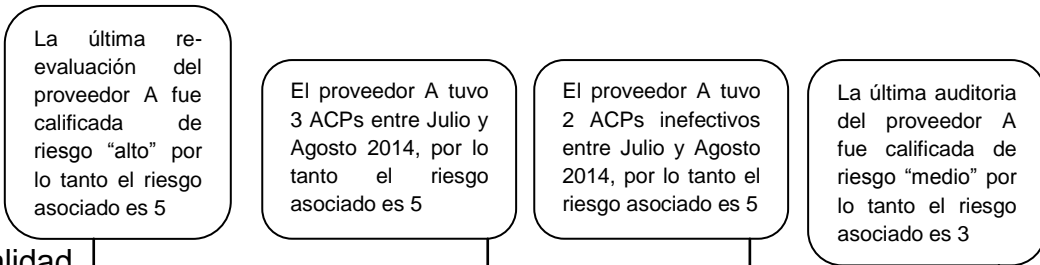 La última re-
evaluación del
proveedor A fue
calificada de
riesgo “alto” por
lo tanto el riesgo
asociado es 5
El proveedor A tuvo
3 ACPs entre Julio y
Agosto 2014, por lo
tanto el riesgo
asociado es 5
El proveedor A tuvo
2 ACPs inefectivos
entre Julio y Agosto
2014, por lo tanto el
riesgo asociado es 5
La última auditoria
del proveedor A
fue calificada de
riesgo “medio” por
lo tanto el riesgo
asociado es 3